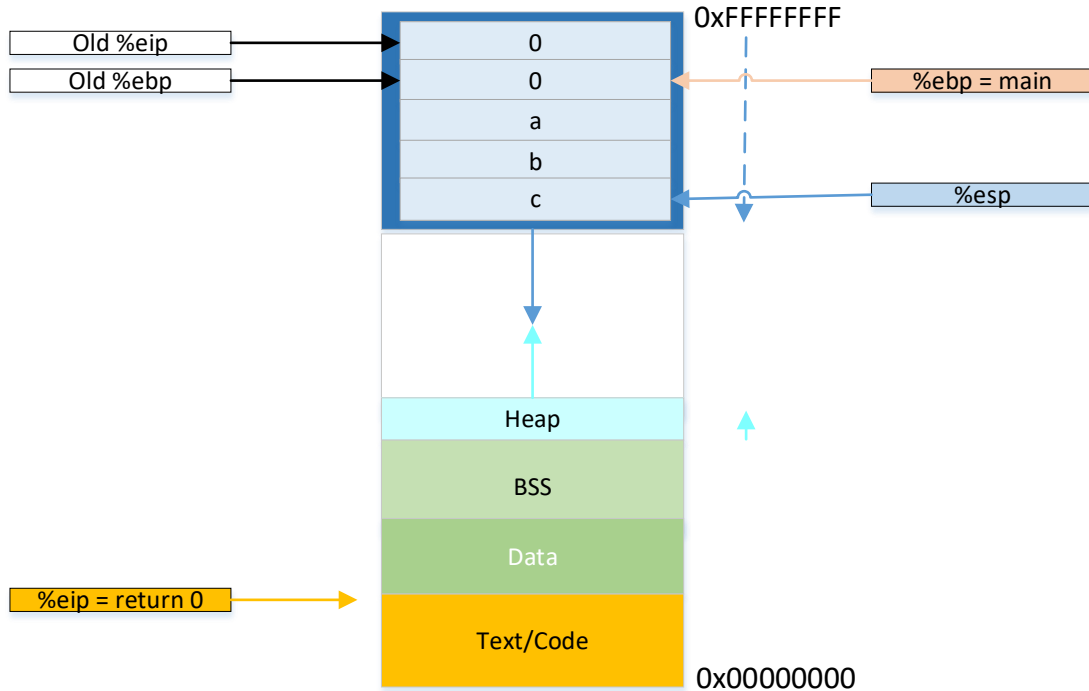 0xFFFFFFFF
Old %eip
0
Old %ebp
0
%ebp = main
a
b
c
%esp
Heap
BSS
Data
%eip = return 0
Text/Code
0x00000000